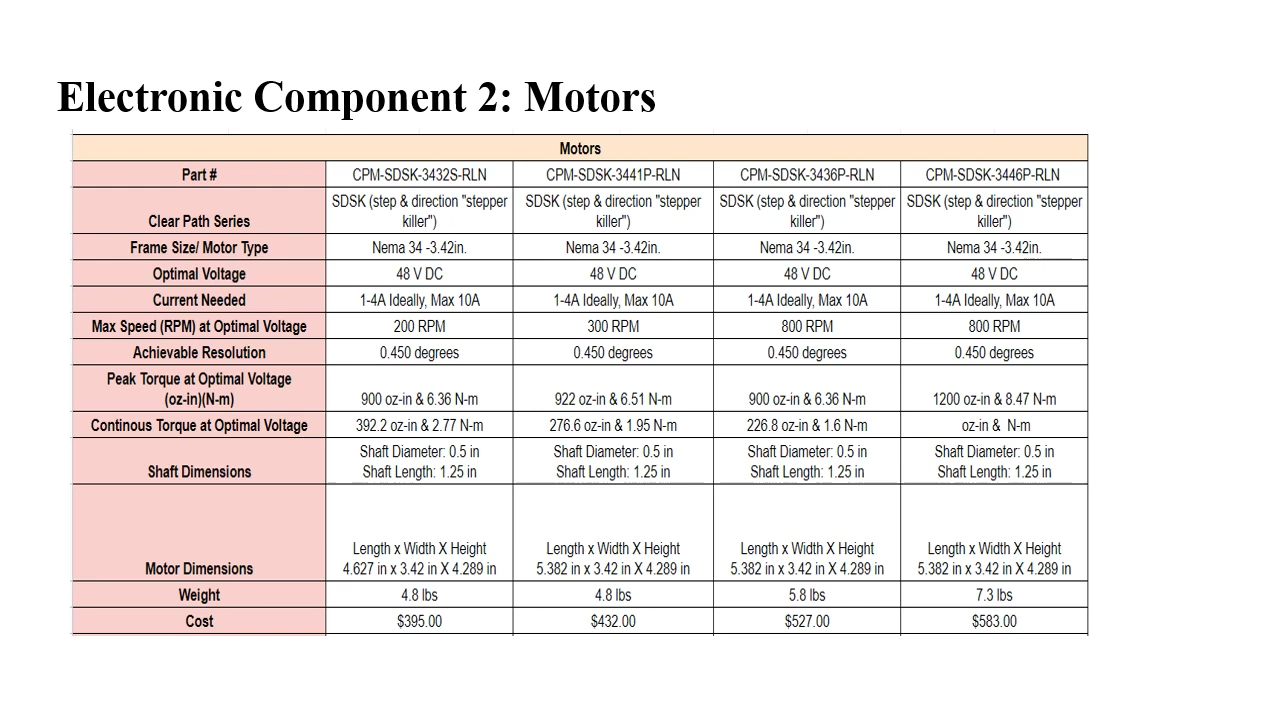 Electronic Component 2: Motors
Motors
Part # CPM-SDSK-3432S-RLN CPM-SDSK-3441P-RLN CPM-SDSK-3436P-RLN CPM-SDSK-3446P-RLN
Clear Path Series SDSK (step & direction "stepper killer") SDSK (step & direction "stepper killer") SDSK (step & direction "stepper killer") SDSK (step & direction "stepper killer")
Frame Size/ Motor Type Nema 34 -3.42in. Nema 34 -3.42in. Nema 34 -3.42in. Nema 34 -3.42in.
Optimal Voltage 48 V DC 48 V DC 48 V DC 48 V DC
Current Needed 1-4A Ideally, Max 10A 1-4A Ideally, Max 10A 1-4A Ideally, Max 10A 1-4A Ideally, Max 10A
Max Speed (RPM) at Optimal Voltage 200 RPM 300 RPM 800 RPM 800 RPM
Achievable Resolution 0.450 degrees 0.450 degrees 0.450 degrees 0.450 degrees
Peak Torque at Optimal Voltage (oz-in)(N-m) 900 oz-in & 6.36 N-m 922 oz-in & 6.51 N-m 900 oz-in & 6.36 N-m 1200 oz-in & 8.47 N-m
Continous Torque at Optimal Voltage 392.2 oz-in & 2.77 N-m 276.6 oz-in & 1.95 N-m 226.8 oz-in & 1.6 N-m oz-in & N-m
Shaft Dimensions Shaft Diameter: 0.5 in Shaft Length: 1.25 in Shaft Diameter: 0.5 in Shaft Length: 1.25 in Shaft Diameter: 0.5 in Shaft Length: 1.25 in Shaft Diameter: 0.5 in Shaft Length: 1.25 in
Motor Dimensions Length x Width X Height 4.627 in x 3.42 in X 4.289 in Length x Width X Height 5.382 in x 3.42 in X 4.289 in Length x Width X Height 5.382 in x 3.42 in X 4.289 in Length x Width X Height 5.382 in x 3.42 in X 4.289 in
Weight 4.8 lbs 4.8 lbs 5.8 lbs 7.3 lbs
Cost $395.00 $432.00 $527.00 $583.00